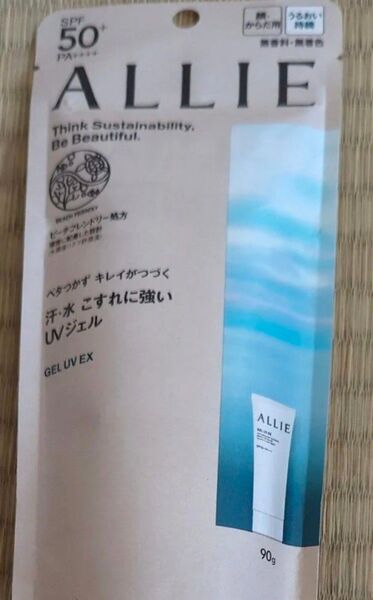 SPF
50+
PA++++
顔・
からだ用
うるおい
持続
無香料・無着色
ALLIE
Think Sustainability.
Be Beautiful.
BEACH FRIENDLY
ビーチフレンドリー処方
ベタつかず キレイがつづく
汗・水 こすれに強い
UVジェル
GEL UV EX
ALLIE
90g